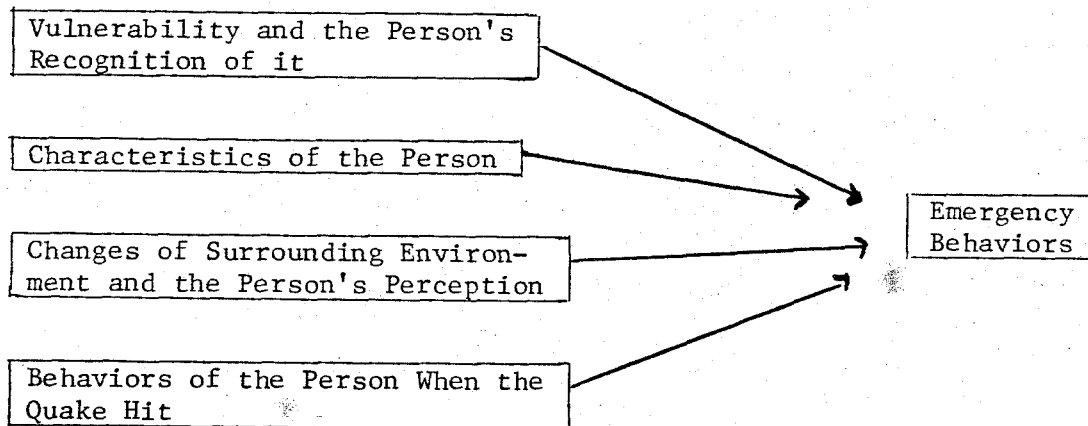 Vulnerability and the Person's
Recognition of it
Characteristics of the Person
Changes of Surrounding Environ-
ment and the Person's Perception
Behaviors of the Person When the
Quake Hit
Emergency
Behaviors